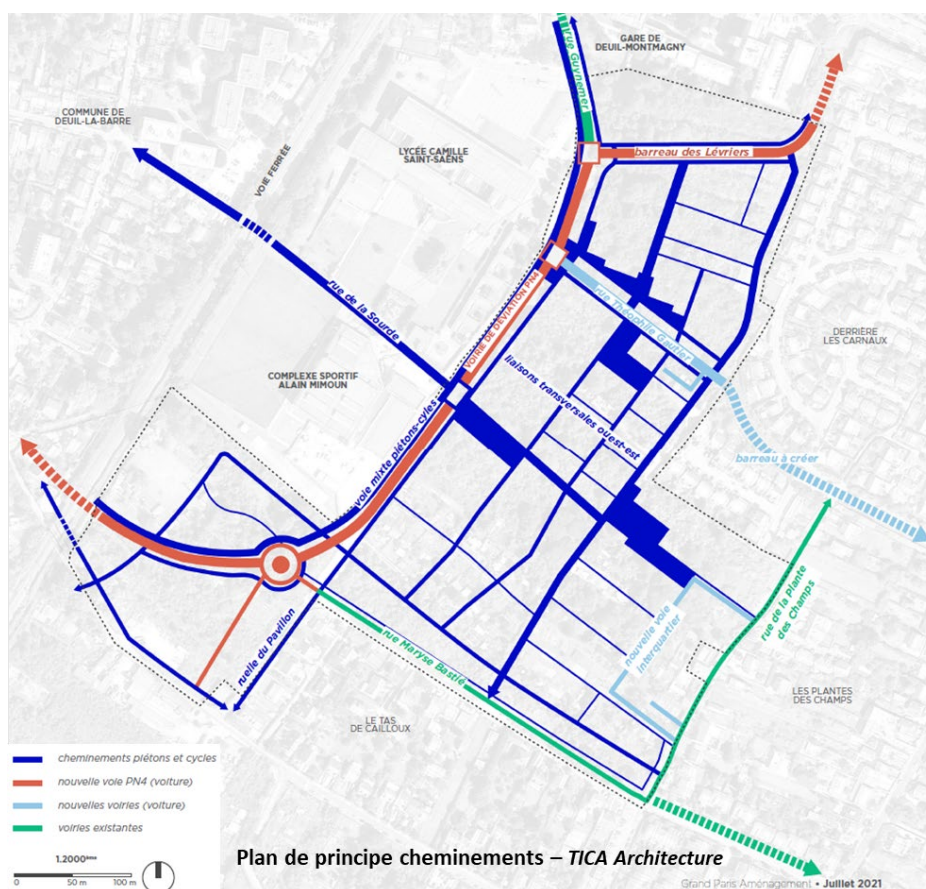 GARE DE
DEUIL-MONTMAGNY
rue Guynemer
COMMUNE DE
DEUIL-LA-BARRE
VOIE FERRÉE
LYCÉE CAMILLE
SAINT-SAËNS
barreau des Lévriers
rue de la Sourde
VOIRIE DE DÉVIATION PN4
rue Théophile Gautier
DERRIÈRE
LES CARNAUX
COMPLEXE SPORTIF
ALAIN MIMOUN
liaisons transversales ouest-est
voie mixte piétons-cyles
barreau à créer
rue de la Plante
des Champs
nouvelle voie
interquartier
ruelle du Pavillon
rue Maryse Bastié
LES PLANTES
DES CHAMPS
LE TAS
DE CAILLOUX
cheminements piétons et cycles
nouvelle voie PN4 (voiture)
nouvelles voiries (voiture)
voiries existantes
1.2000ème
0 50 m 100 m
Plan de principe cheminements – TICA Architecture
Grand Paris Aménagement • Juillet 2021